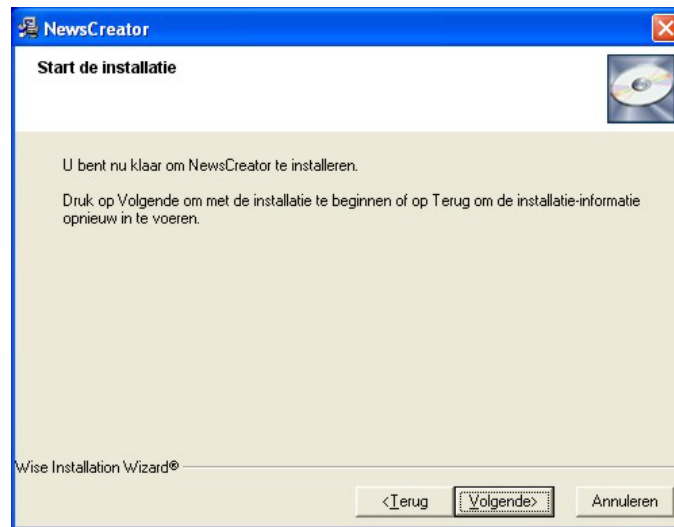 NewsCreator
Start de installatie
U bent nu klaar om NewsCreator te installeren.
Druk op Volgende om met de installatie te beginnen of op Terug om de installatie-informatie
opnieuw in te voeren.
Wise Installation Wizard®
<Terug Volgende> Annuleren